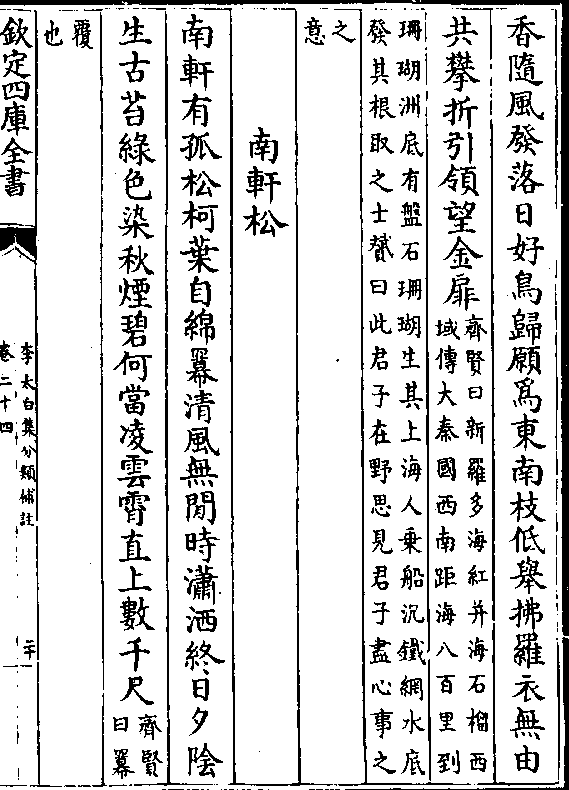 香隨風發落日好鳥歸願爲東南枝低舉拂羅衣無由
共攀折引領望金扉齊賢曰新羅多海紅并海石榴西
域傳大秦國西南距海八百里到
珊瑚洲底有盤石珊瑚生其上海人乗船沉鐵網水底
發其根取之士贇曰此君子在野思見君子盡心事之
之
意
南軒松
南軒有孤松柯葉自綿羃清風無閒時瀟洒終日夕陰
生古苔綠色染秋煙碧何當凌雲霄直上數千尺齊賢
曰羃
覆
也
欽定四庫全書
李太白集分類補註
卷二十四
二十